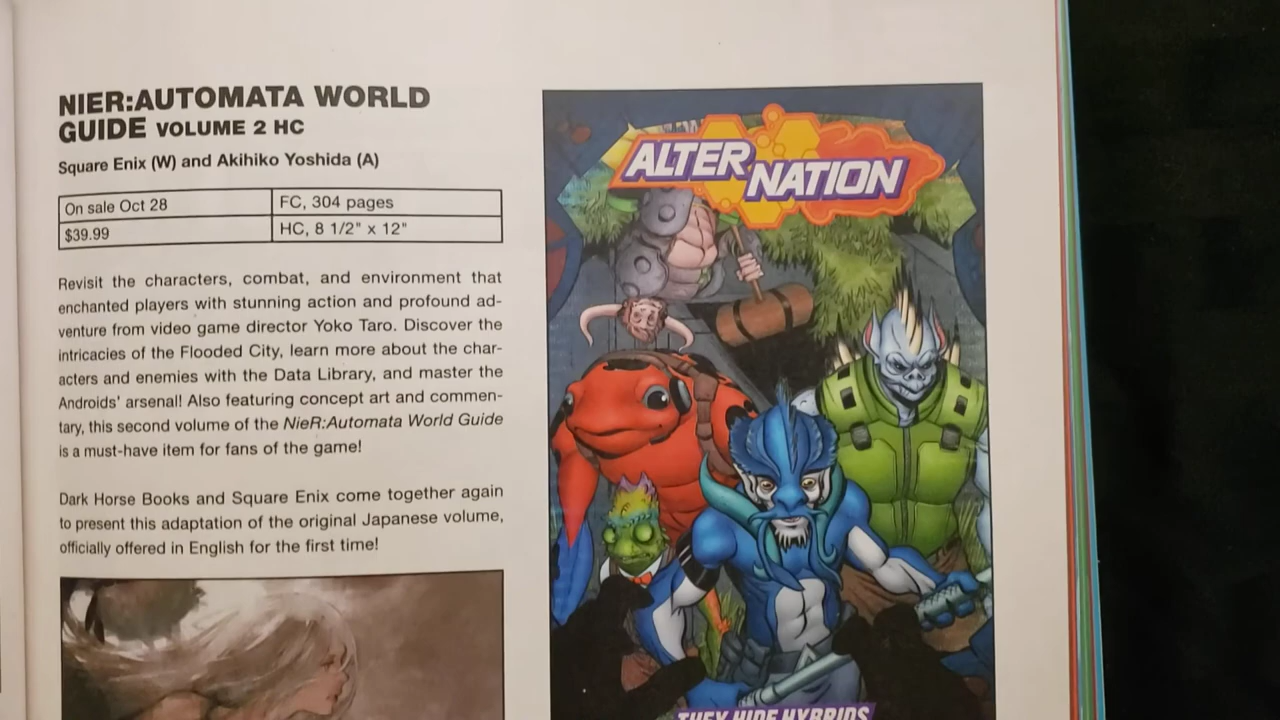 NIER:AUTOMATA WORLD
GUIDE VOLUME 2 HC
Square Enix (W) and Akihiko Yoshida (A)
On sale Oct 28
FC, 304 pages
$39.99
HC, 8 1/2" x 12"
Revisit the characters, combat, and environment that
enchanted players with stunning action and profound ad-
venture from video game director Yoko Taro. Discover the
intricacies of the Flooded City, learn more about the char-
acters and enemies with the Data Library, and master the
Androids' arsenal! Also featuring concept art and commen-
tary, this second volume of the NieR:Automata World Guide
is a must-have item for fans of the game!
Dark Horse Books and Square Enix come together again
to present this adaptation of the original Japanese volume,
officially offered in English for the first time!
ALTER
NATION
THEY HIDE HYBRIDS